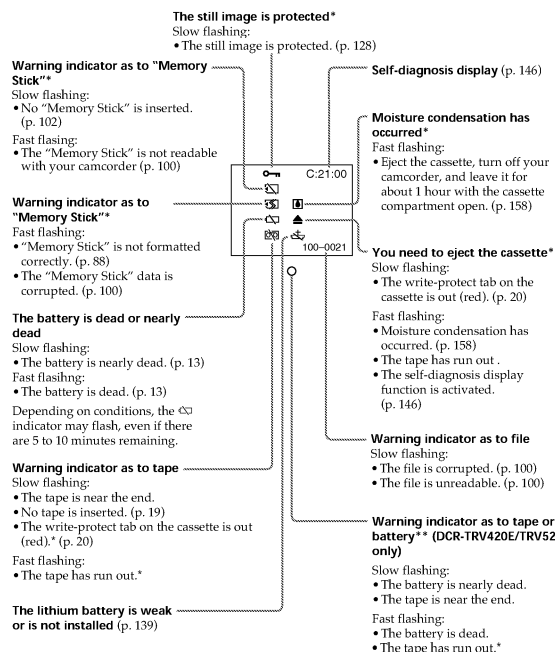 The still image is protected*
Slow flashing:
• The still image is protected. (p. 128)
Warning indicator as to “Memory
Stick”*
Slow flashing:
• No “Memory Stick” is inserted.
(p. 102)
Fast flasing:
• The “Memory Stick” is not readable
with your camcorder (p. 100)
Warning indicator as to
“Memory Stick”*
Fast flashing:
• “Memory Stick” is not formatted
correctly. (p. 88)
• The “Memory Stick” data is
corrupted. (p. 100)
The battery is dead or nearly
dead
Slow flashing:
• The battery is nearly dead. (p. 13)
Fast flasihng:
• The battery is dead. (p. 13)
Depending on conditions, the
indicator may flash, even if there
are 5 to 10 minutes remaining.
Warning indicator as to tape
Slow flashing:
• The tape is near the end.
• No tape is inserted. (p. 19)
• The write-protect tab on the cassette is out
(red).* (p. 20)
Fast flashing:
• The tape has run out.*
The lithium battery is weak
or is not installed (p. 139)
C:21:00
100–0021
Self-diagnosis display (p. 146)
Moisture condensation has
occurred*
Fast flashing:
• Eject the cassette, turn off your
camcorder, and leave it for
about 1 hour with the cassette
compartment open. (p. 158)
You need to eject the cassette*
Slow flashing:
• The write-protect tab on the
cassette is out (red). (p. 20)
Fast flashing:
• Moisture condensation has
occurred. (p. 158)
• The tape has run out .
• The self-diagnosis display
function is activated.
(p. 146)
Warning indicator as to file
Slow flashing:
• The file is corrupted. (p. 100)
• The file is unreadable. (p. 100)
Warning indicator as to tape or
battery** (DCR-TRV420E/TRV52
only)
Slow flashing:
• The battery is nearly dead.
• The tape is near the end.
Fast flashing:
• The battery is dead.
• The tape has run out.*